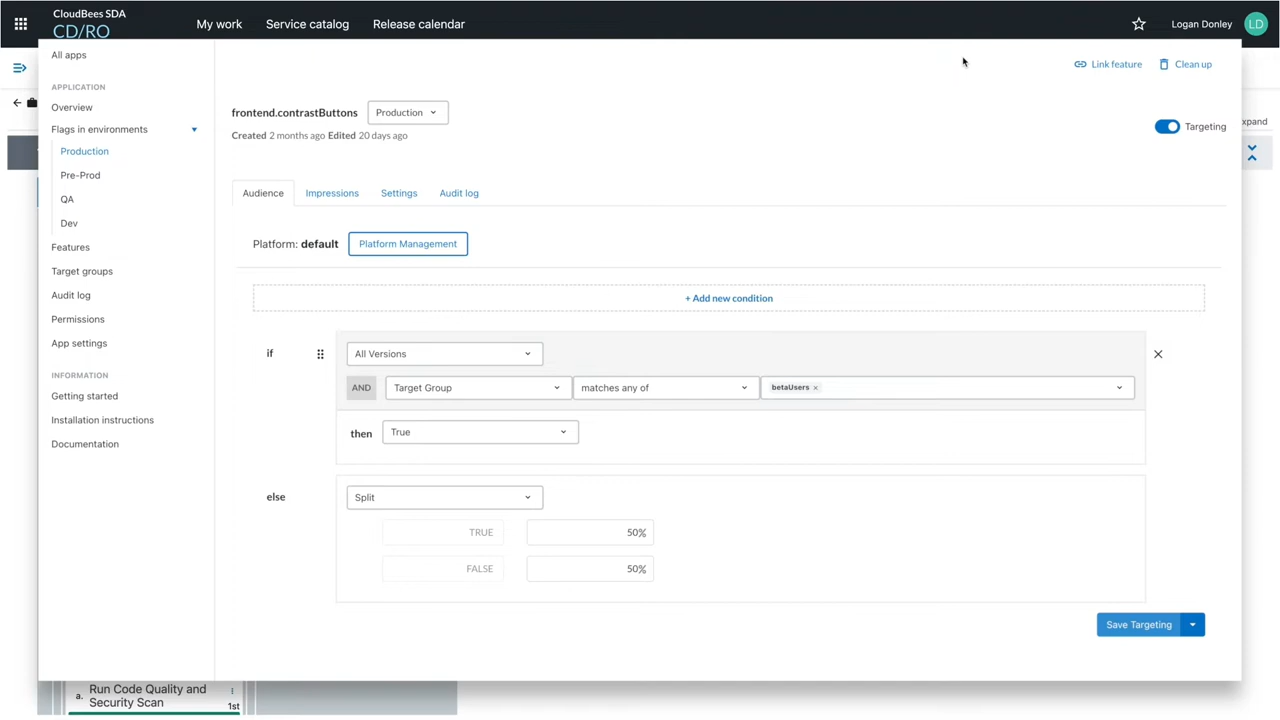 CloudBees SDA
CD/RO
My work
Service catalog
Release calendar
Logan Donley
LD
All apps
APPLICATION
Overview
Flags in environments
Production
Pre-Prod
QA
Dev
Features
Target groups
Audit log
Permissions
App settings
INFORMATION
Getting started
Installation instructions
Documentation
Link feature
Clean up
frontend.contrastButtons
Production
Created 2 months ago Edited 20 days ago
Targeting
xpand
Audience
Impressions
Settings
Audit log
Platform: default
Platform Management
+ Add new condition
if
All Versions
AND
Target Group
matches any of
betaUsers ×
then
True
else
Split
TRUE
50%
FALSE
50%
Save Targeting
a.
Run Code Quality and
Security Scan
1st